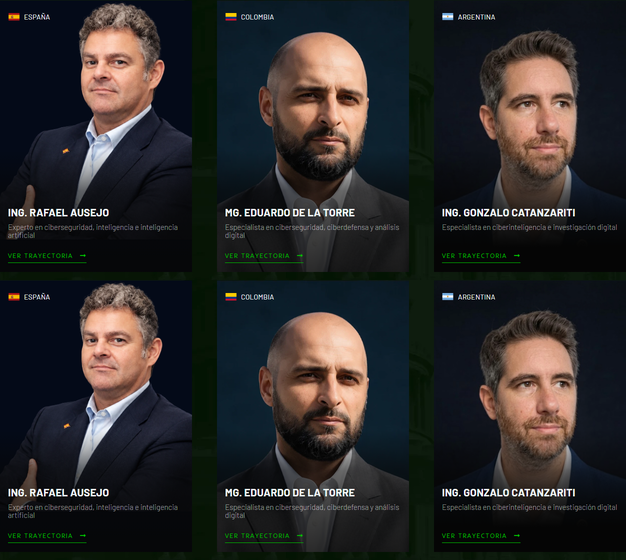 ESPAÑA
COLOMBIA
ARGENTINA
ING. RAFAEL AUSEJO
Experto en ciberseguridad, inteligencia e inteligencia
artificial
VER TRAYECTORIA →
MG. EDUARDO DE LA TORRE
Especialista en ciberseguridad, ciberdefensa y análisis
digital
VER TRAYECTORIA →
ING. GONZALO CATANZARITI
Especialista en ciberinteligencia e investigación digital
VER TRAYECTORIA →
ESPAÑA
COLOMBIA
ARGENTINA
ING. RAFAEL AUSEJO
Experto en ciberseguridad, inteligencia e inteligencia
artificial
VER TRAYECTORIA →
MG. EDUARDO DE LA TORRE
Especialista en ciberseguridad, ciberdefensa y análisis
digital
VER TRAYECTORIA →
ING. GONZALO CATANZARITI
Especialista en ciberinteligencia e investigación digital
VER TRAYECTORIA →